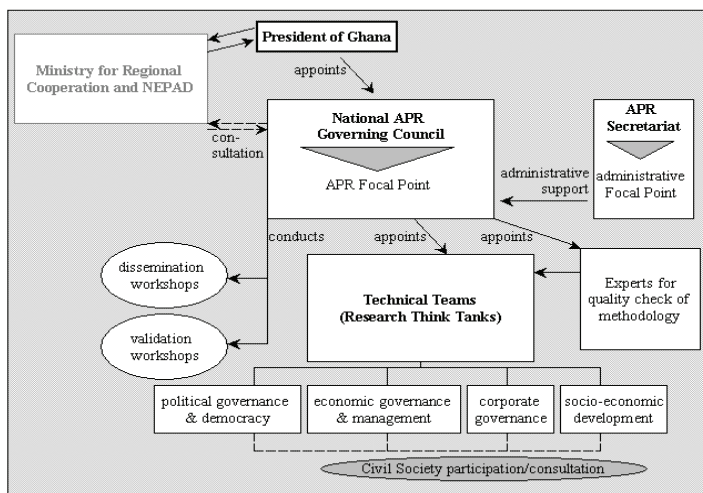 President of Ghana
Ministry for Regional
Cooperation and NEPAD
appoints
National APR
Governing Council
APR Focal Point
con-
sultation
APR
Secretariat
administrative
Focal Point
administrative
support
conducts
appoints
appoints
dissemination
workshops
validation
workshops
Technical Teams
(Research Think Tanks)
Experts for
quality check of
methodology
political governance
& democracy
economic governance
& management
corporate
governance
socio-economic
development
Civil Society participation/consultation